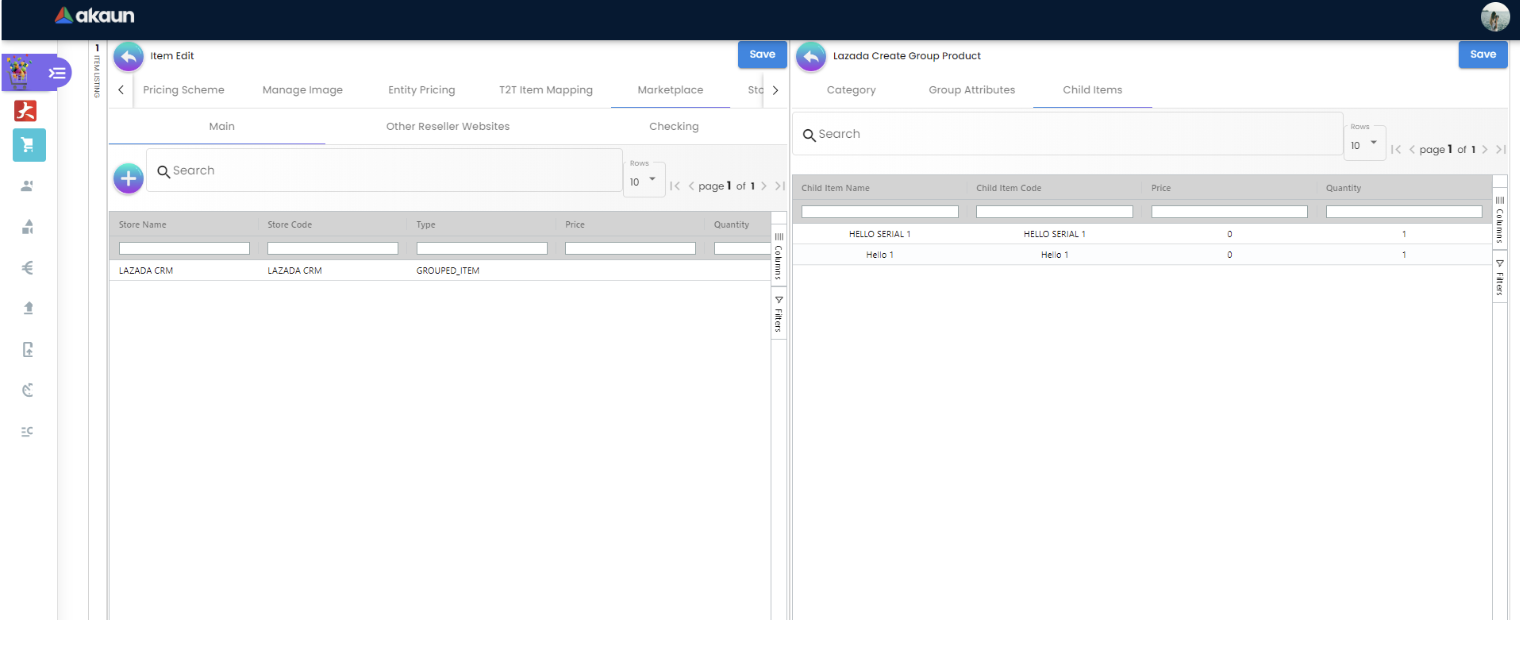 akaun
1 ITEM LISTING
Item Edit
Save
Pricing Scheme Manage Image Entity Pricing T2T Item Mapping Marketplace Sto
Main Other Reseller Websites Checking
Search
Rows
10
page 1 of 1
Store Name Store Code Type Price Quantity
LAZADA CRM LAZADA CRM GROUPED_ITEM
Columns
Filters
Lazada Create Group Product
Save
Category Group Attributes Child Items
Search
Rows
10
page 1 of 1
Child Item Name Child Item Code Price Quantity
HELLO SERIAL 1 HELLO SERIAL 1 0 1
Hello 1 Hello 1 0 1
Columns
Filters